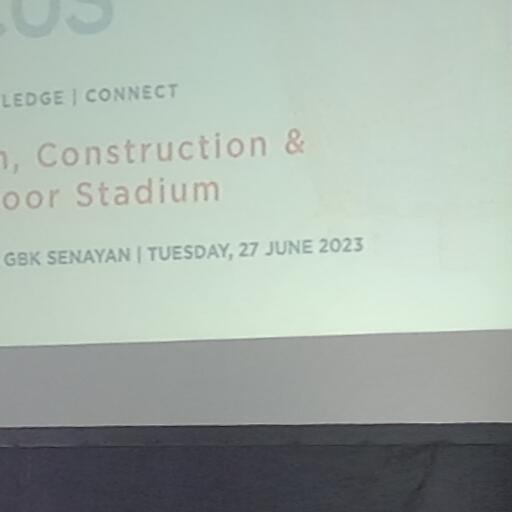 LEDGE | CONNECT
, Construction &
oor Stadium
GBK SENAYAN | TUESDAY, 27 JUNE 2023